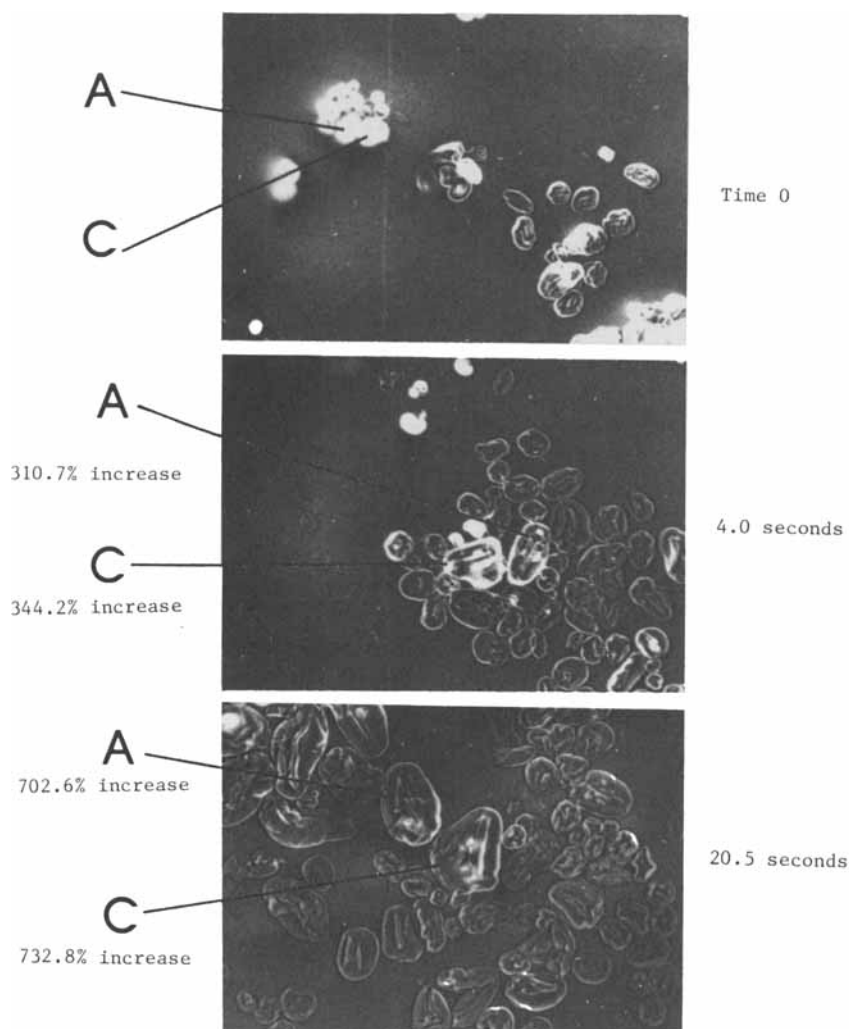 A
C
Time 0
A
310.7% increase
C
344.2% increase
4.0 seconds
A
702.6% increase
C
732.8% increase
20.5 seconds